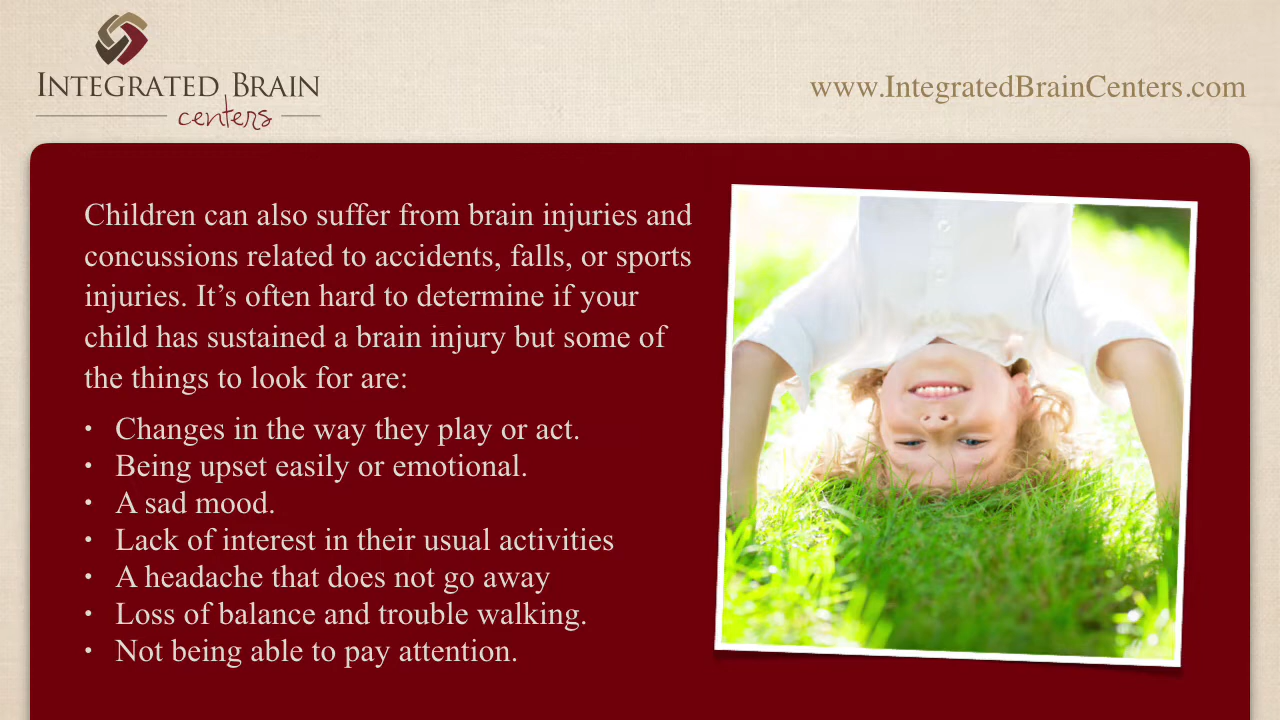 INTEGRATED BRAIN
centers
www.IntegratedBrainCenters.com
Children can also suffer from brain injuries and
concussions related to accidents, falls, or sports
injuries. It’s often hard to determine if your
child has sustained a brain injury but some of
the things to look for are:
• Changes in the way they play or act.
• Being upset easily or emotional.
• A sad mood.
• Lack of interest in their usual activities
• A headache that does not go away
• Loss of balance and trouble walking.
• Not being able to pay attention.